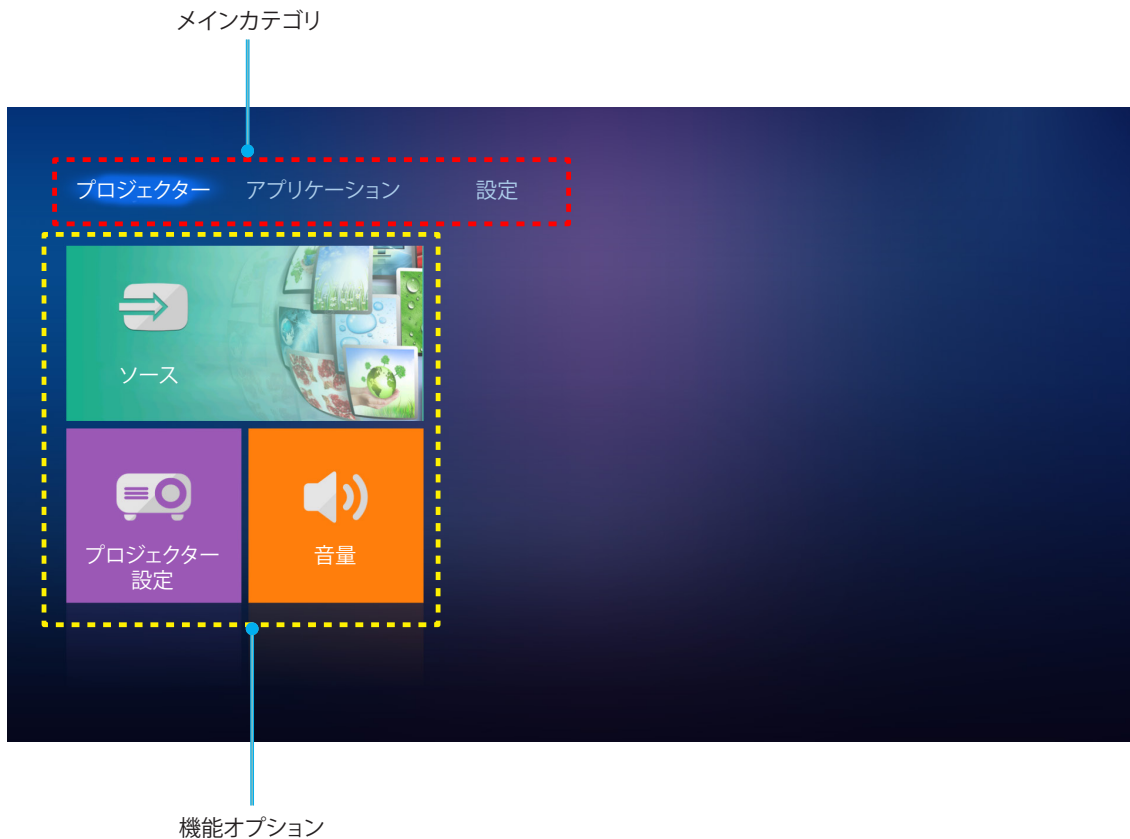 メインカテゴリ
プロジェクター アプリケーション 設定
ソース
プロジェクター
設定
音量
機能オプション